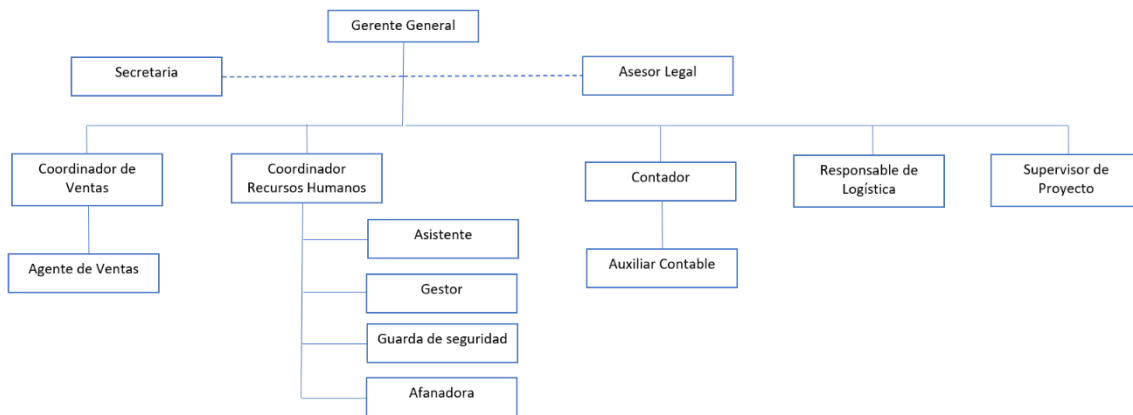 Gerente General
Secretaria
Asesor Legal
Coordinador de
Ventas
Coordinador
Recursos Humanos
Contador
Responsable de
Logística
Supervisor de
Proyecto
Agente de Ventas
Asistente
Auxiliar Contable
Gestor
Guarda de seguridad
Afanadora